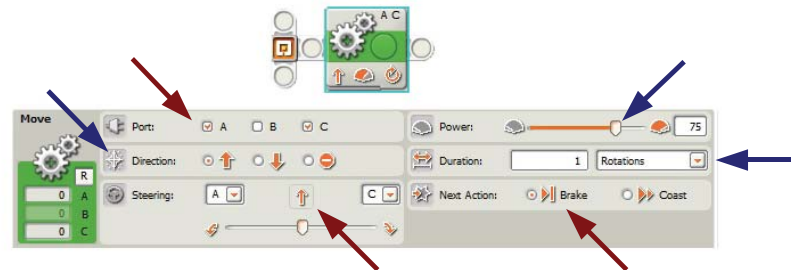 A C
Move
Port: A B C
Power: 75
Direction:
Duration: 1 Rotations
R
0 A
0 B
0 C
Steering: A C
Next Action: Brake Coast